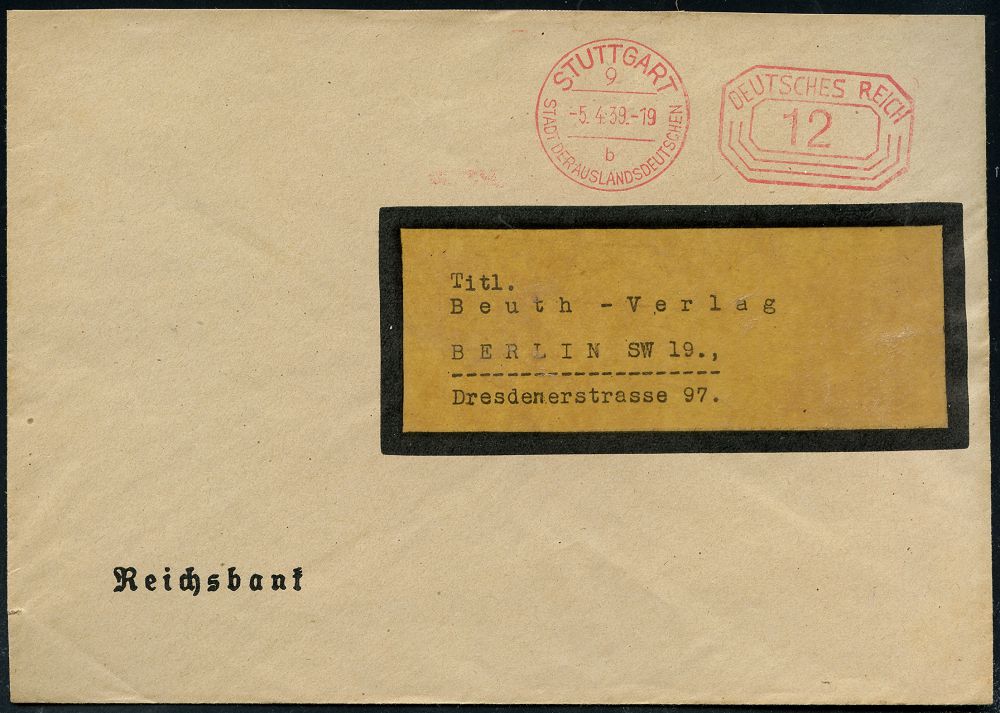 STUTTGART
9
-5.4.39.-19
b
STADT DER AUSLANDSDEUTSCHEN
DEUTSCHES REICH
12
Titl.
Beuth - Verlag
BERLIN SW 19.,
Dresdenerstrasse 97.
Reichsbank